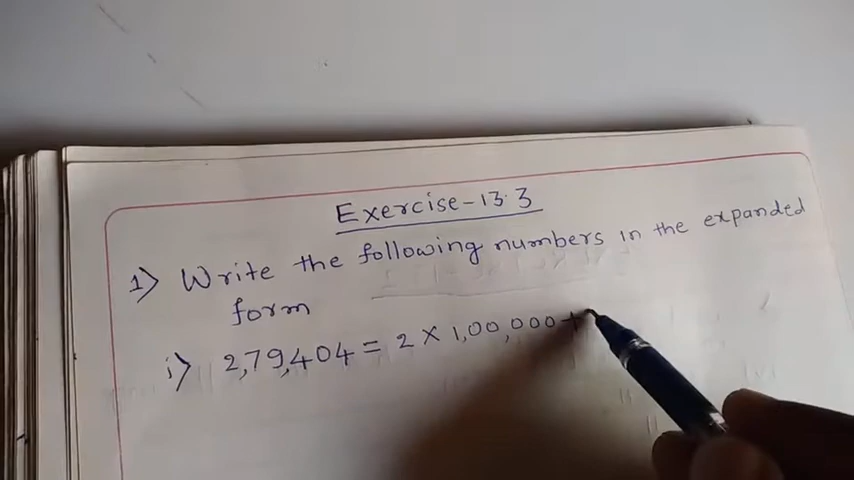 Exercise-13.3
1) Write the following numbers in the expanded
form
i) 2,79,404 = 2 × 1,00,000 +